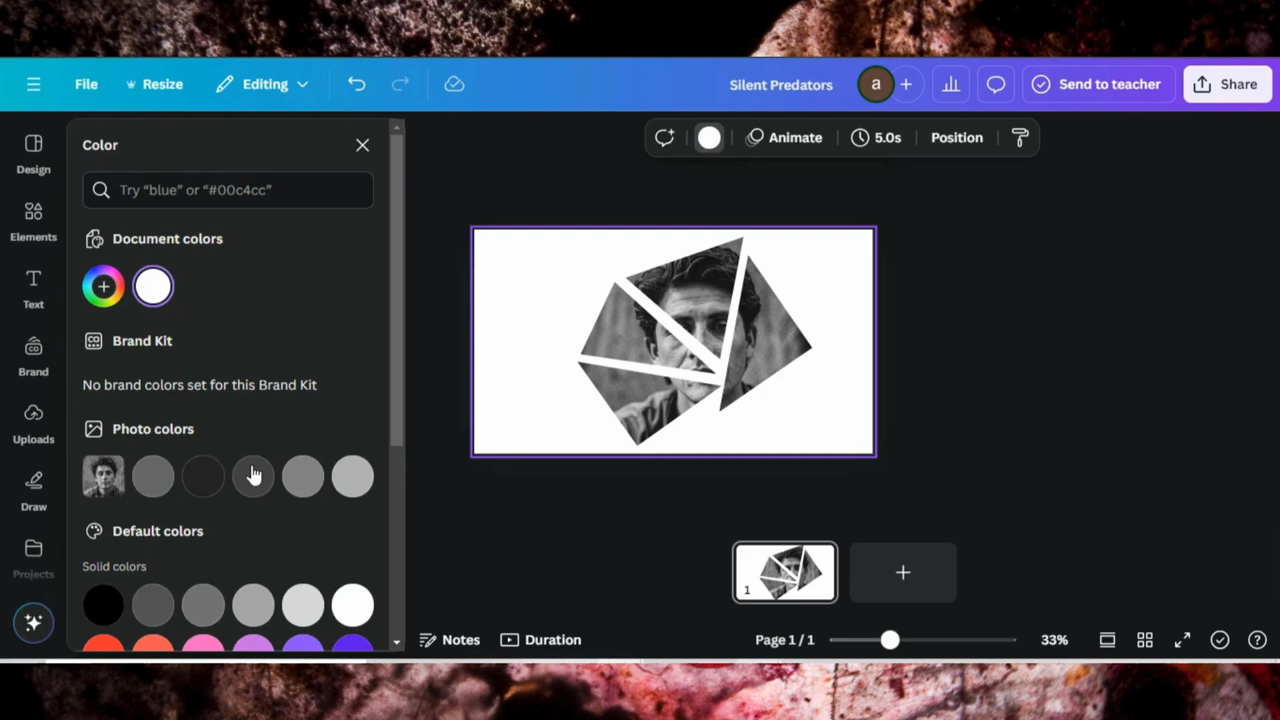 File
Resize
Editing
Silent Predators
a
+
Send to teacher
Share
Design
Elements
Text
Brand
Uploads
Draw
Projects
Color
Try “blue” or “#00c4cc”
Document colors
Brand Kit
No brand colors set for this Brand Kit
Photo colors
Default colors
Solid colors
Animate
5.0s
Position
1
+
Notes
Duration
Page 1 / 1
33%